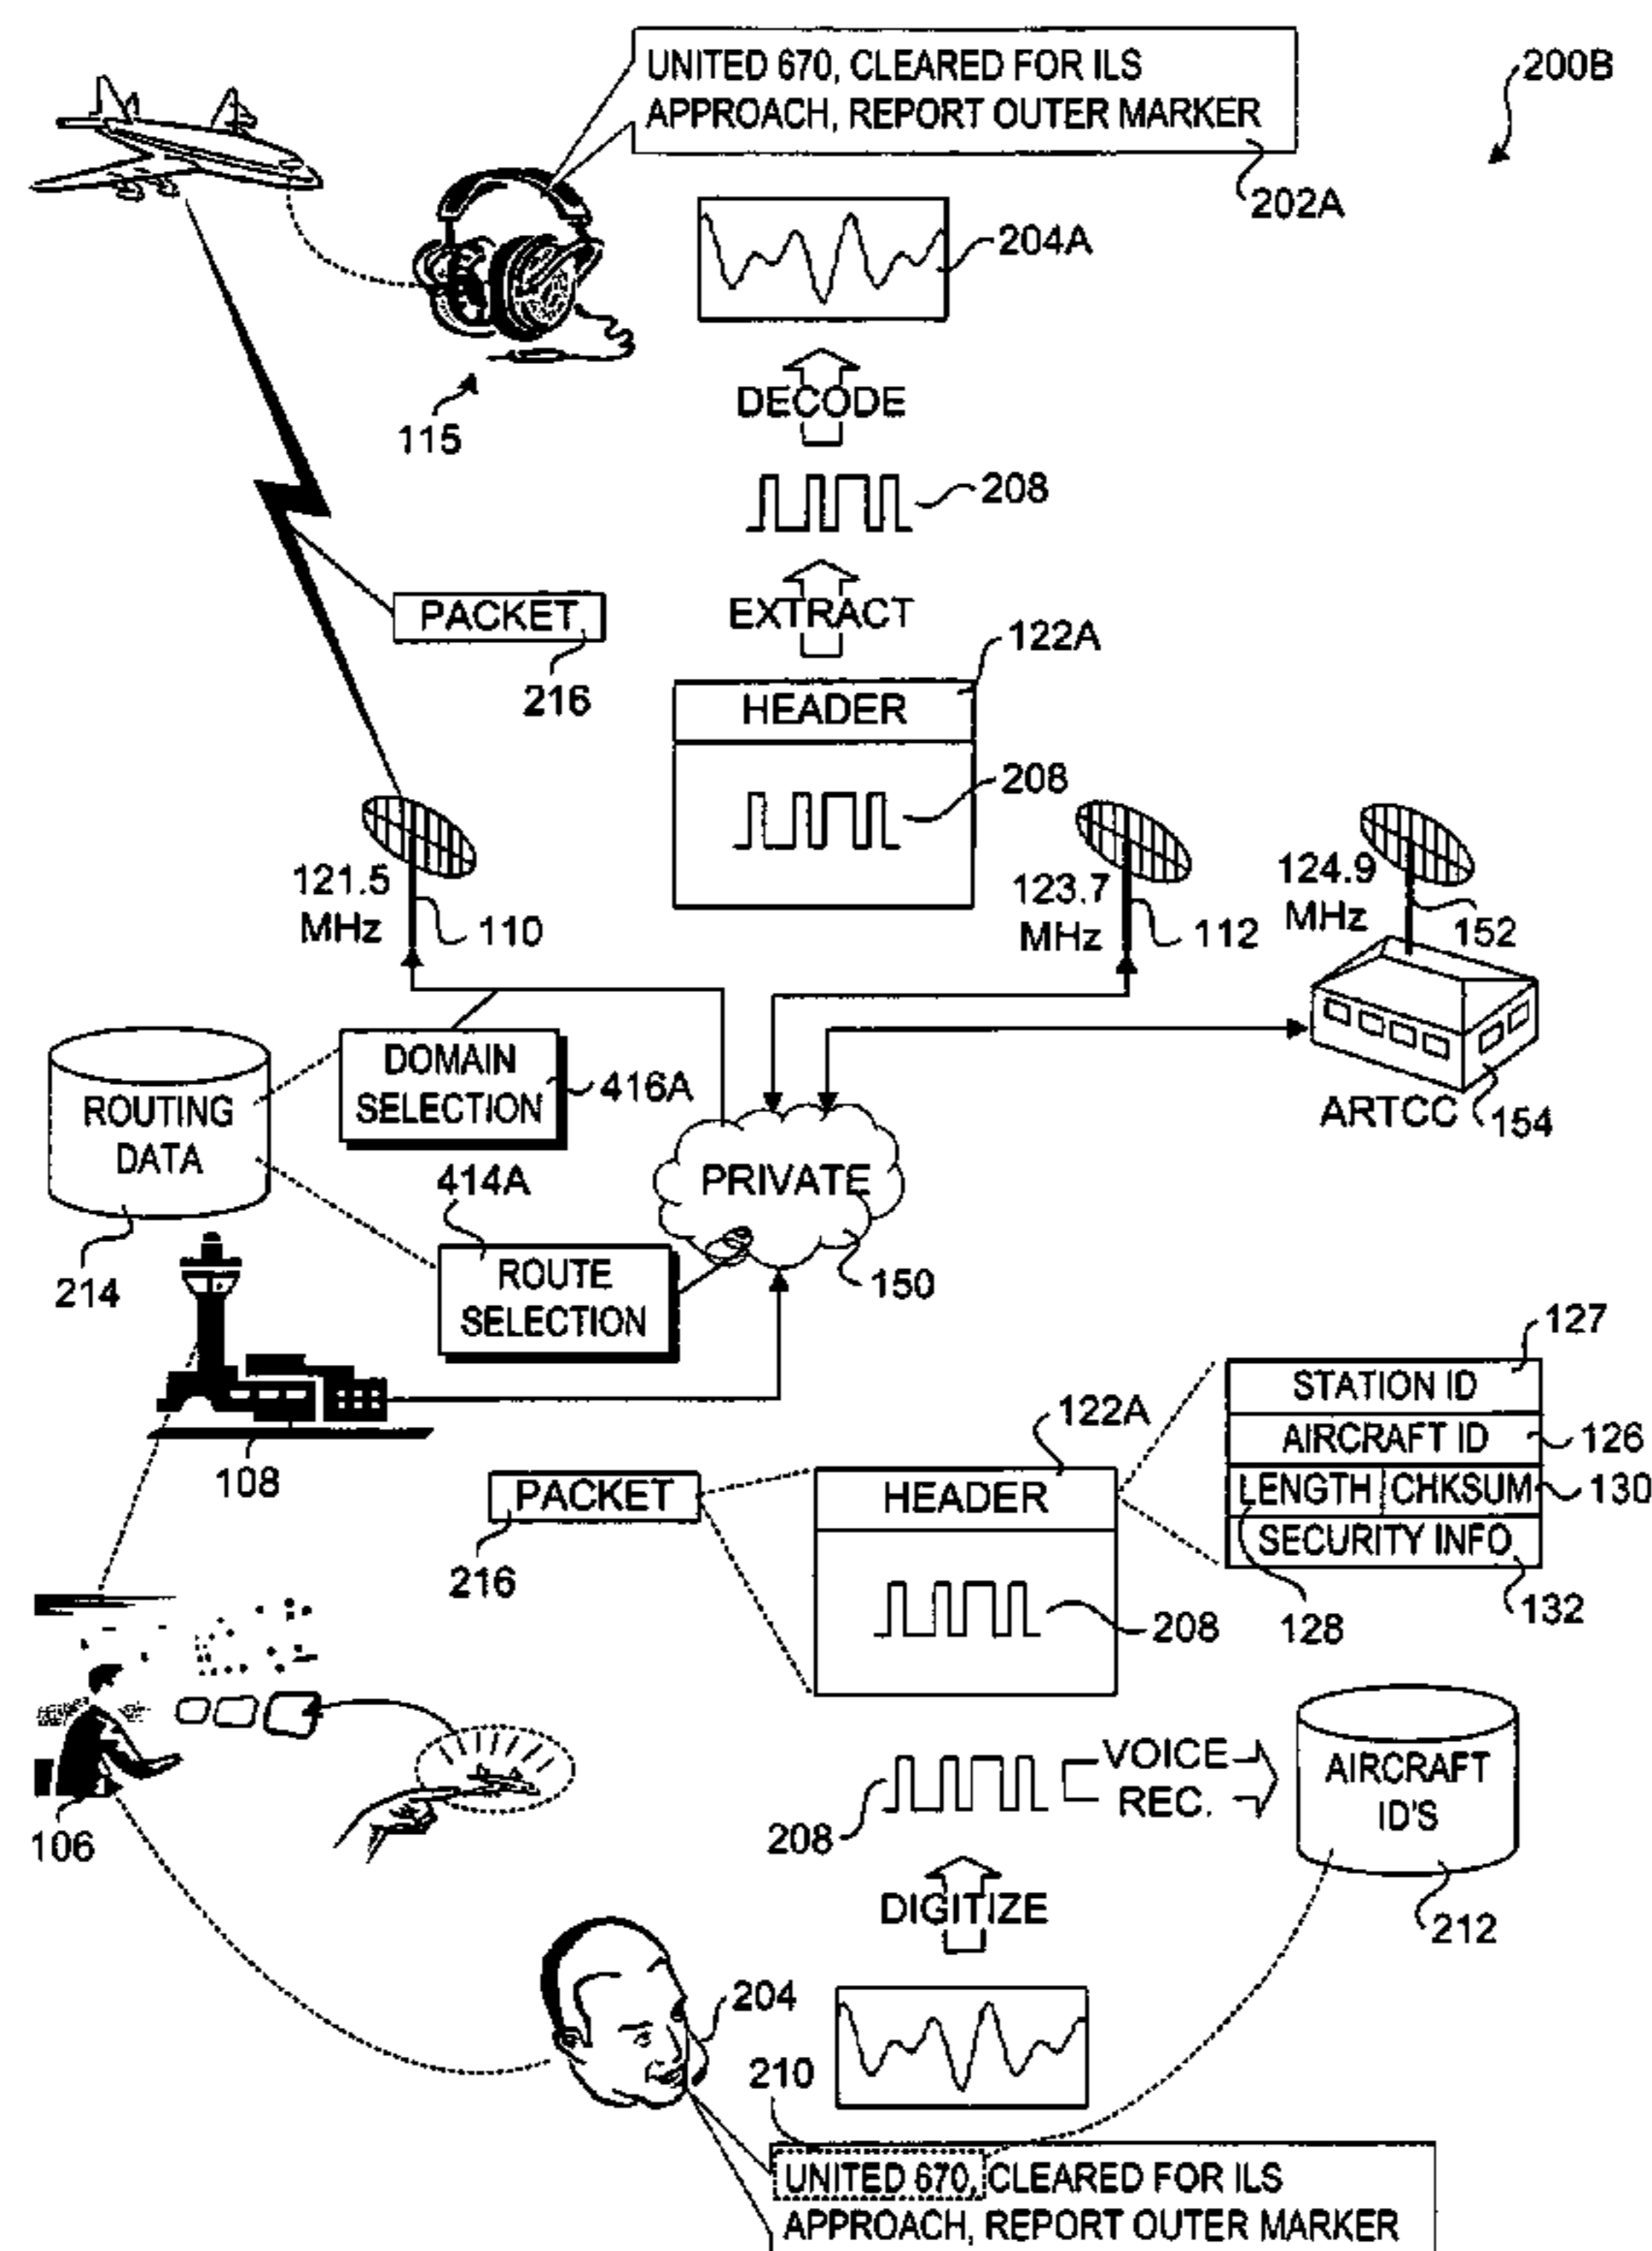 UNITED 670, CLEARED FOR ILS
APPROACH, REPORT OUTER MARKER
200B
202A
204A
DECODE
115
208
EXTRACT
PACKET
216
122A
HEADER
208
121.5
MHz
110
123.7
MHz
112
124.9
MHz
152
ROUTING
DATA
214
DOMAIN
SELECTION
416A
ARTCC
154
414A
PRIVATE
150
ROUTE
SELECTION
108
127
STATION ID
122A
AIRCRAFT ID
126
PACKET
216
HEADER
LENGTH
CHKSUM
130
SECURITY INFO
132
128
208
106
208
VOICE
REC.
AIRCRAFT
ID'S
212
DIGITIZE
204
210
UNITED 670, CLEARED FOR ILS
APPROACH, REPORT OUTER MARKER